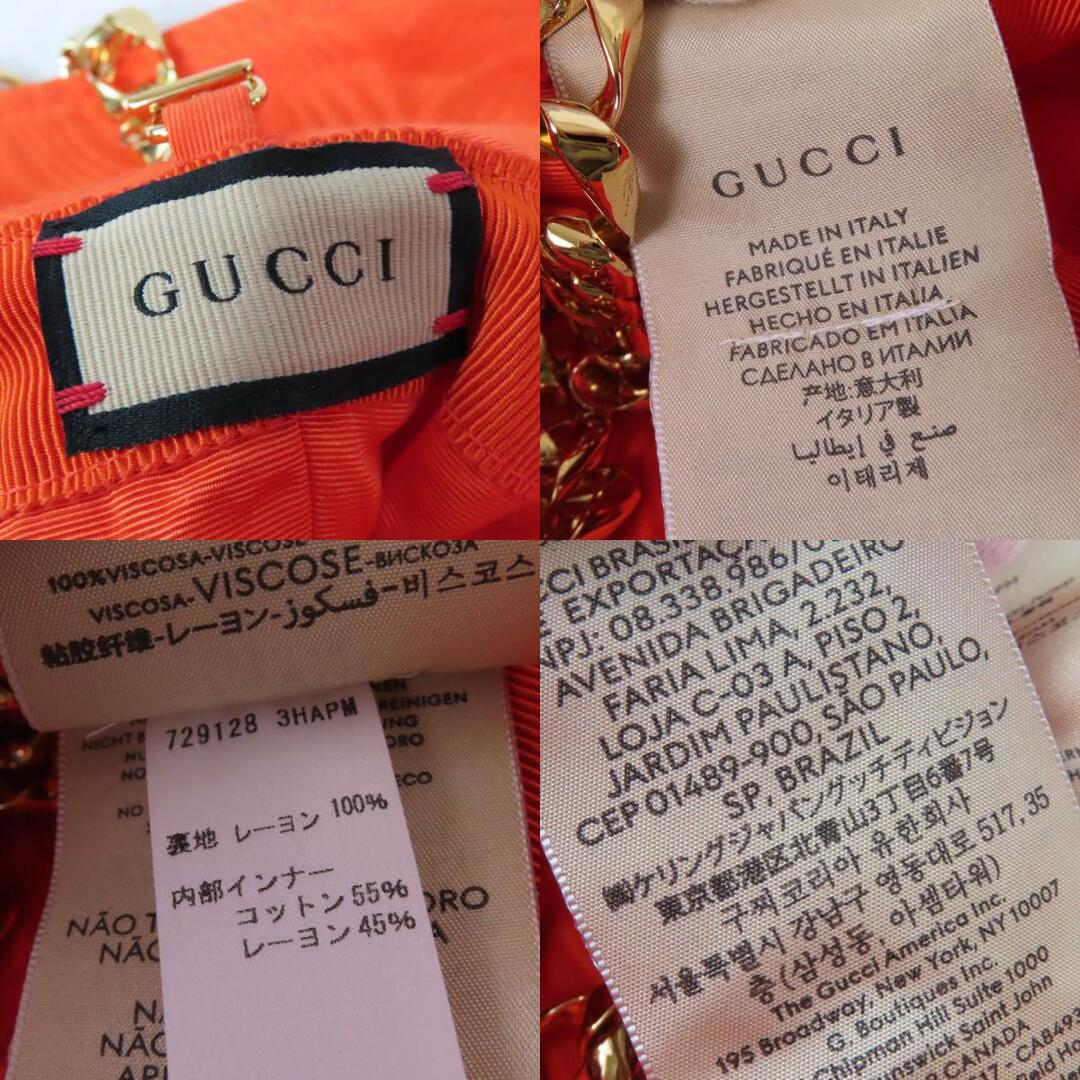 GUCCI
GUCCI
MADE IN ITALY
FABRIQUÉ EN ITALIE
HERGESTELLT IN ITALIEN
HECHO EN ITALIA
FABRICADO EM ITALIA
СДЕЛАНО В ИТАЛИИ
产地:意大利
イタリア製
صنع في إيطاليا
이태리제
100%VISCOSA-VISCOSE
VISCOSA-VISCOSE-ВИСКОЗА
粘胶纤维-レーヨン-فسكوز-비스코스
REINIGEN
NICHT
729128 3HAPM
裏地 レーヨン 100%
内部インナー
コットン 55%
レーヨン 45%
NÃO
NÃO
EXPORTAÇ
08.338.986/0
AVENIDA BRIGADEIRO
FARIA LIMA, 2.232,
LOJA C-03 A, PISO 2,
JARDIM PAULISTANO,
CEP 01489-900, SÃO PAULO,
SP, BRAZIL
㈱ケリングジャパングッチディビジョン
東京都港区北青山3丁目6番7号
구찌코리아 유한회사
서울특별시 강남구 영동대로 517, 35
층 (삼성동, 아셈타워)
The Gucci America Inc.
195 Broadway, New York, NY 10007
G. Boutiques Inc.
Chipman Hill Suite 1000
Saint John
CANADA